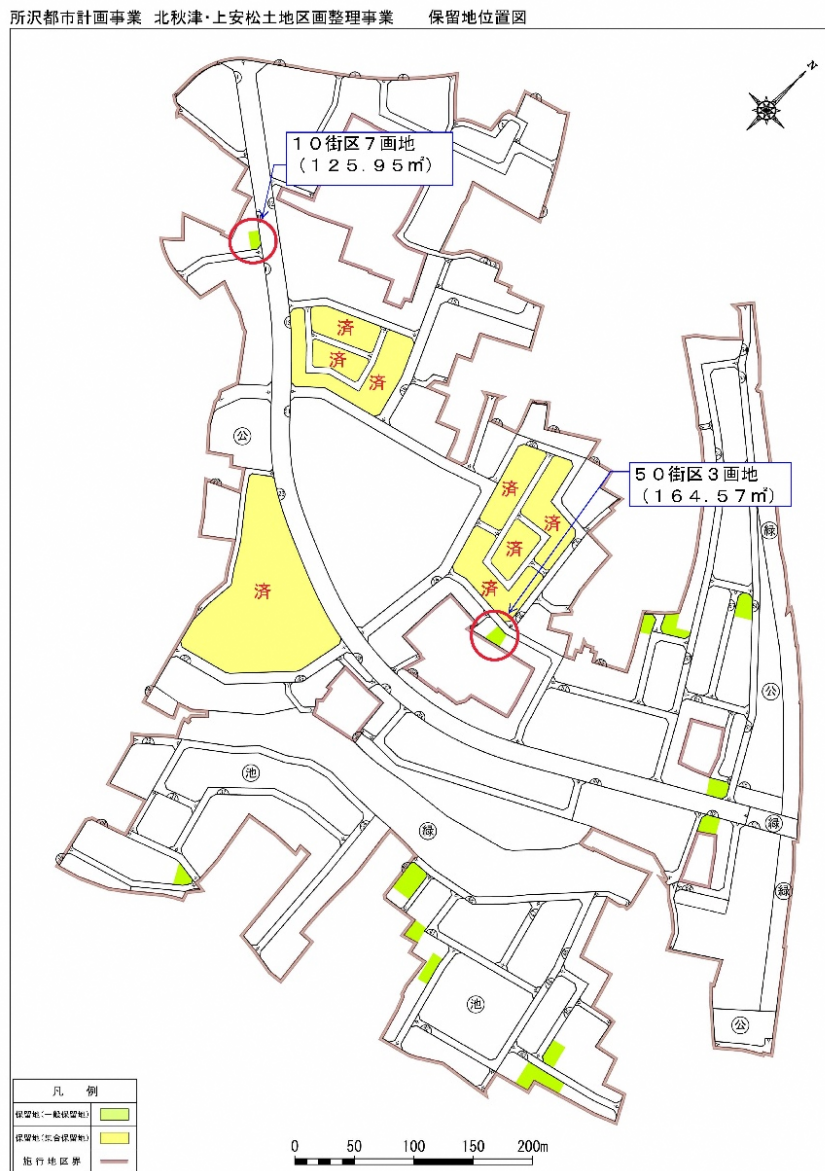 所沢都市計画事業 北秋津・上安松土地区画整理事業 保留地位置図
N
10街区7画地
(125.95㎡)
済
済
済
公
50街区3画地
(164.57㎡)
済
済
済
済
済
緑
公
池
緑
緑
緑
池
公
凡 例
保留地(一般保留地)
保留地(集合保留地)
施行地区界
0 50 100 150 200m